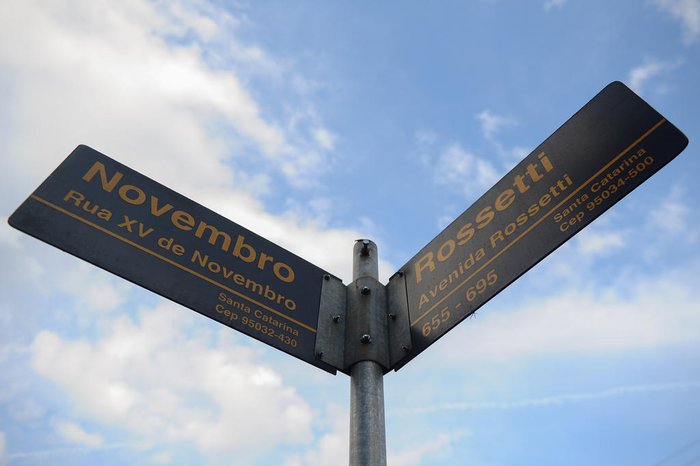 Novembro
Rua XV de Novembro
Santa Catarina
Cep 95032-430
Rossetti
Avenida Rossetti
Santa Catarina
655 - 695
Cep 95034-500